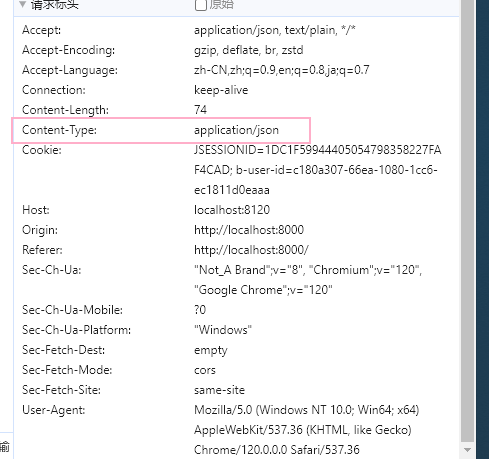 请求标头 原始
Accept: application/json, text/plain, */*
Accept-Encoding: gzip, deflate, br, zstd
Accept-Language: zh-CN,zh;q=0.9,en;q=0.8,ja;q=0.7
Connection: keep-alive
Content-Length: 74
Content-Type: application/json
Cookie: JSESSIONID=1DC1F59944405054798358227FA
F4CAD; b-user-id=c180a307-66ea-1080-1cc6-
ec1811d0eaaa
Host: localhost:8120
Origin: http://localhost:8000
Referer: http://localhost:8000/
Sec-Ch-Ua: "Not_A Brand";v="8", "Chromium";v="120",
"Google Chrome";v="120"
Sec-Ch-Ua-Mobile: ?0
Sec-Ch-Ua-Platform: "Windows"
Sec-Fetch-Dest: empty
Sec-Fetch-Mode: cors
Sec-Fetch-Site: same-site
User-Agent: Mozilla/5.0 (Windows NT 10.0; Win64; x64)
AppleWebKit/537.36 (KHTML, like Gecko)
输 Chrome/120.0.0.0 Safari/537.36